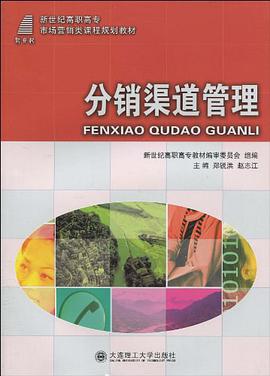 新世纪高职高专
市场营销类课程规划教材
新世纪
分销渠道管理
FENXIAO QUDAO GUANLI
新世纪高职高专教材编审委员会 组编
主编 郑锐洪 赵志江
101010
大连理工大学出版社